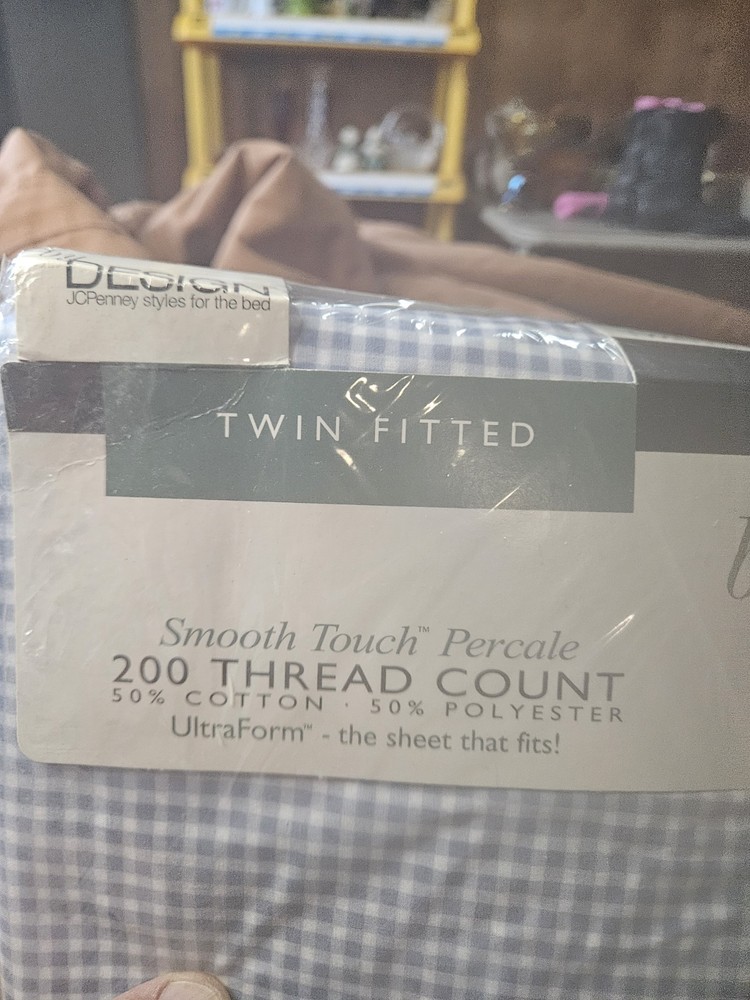 DESIGN
JCPenney styles for the bed
TWIN FITTED
Smooth Touch™ Percale
200 THREAD COUNT
50% COTTON · 50% POLYESTER
UltraForm™ - the sheet that fits!